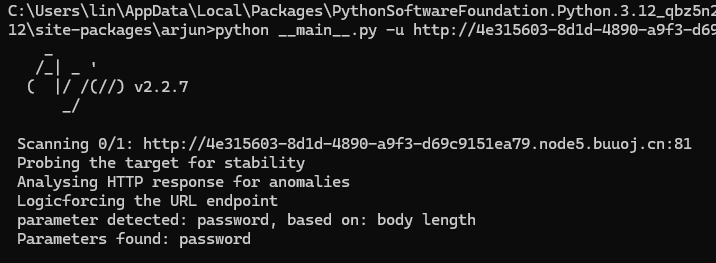 C:\Users\lin\AppData\Local\Packages\PythonSoftwareFoundation.Python.3.12_qbz5n2
12\site-packages\arjun>python __main__.py -u http://4e315603-8d1d-4890-a9f3-d69
    _
   /_| _ '
  (  |/ /(//) v2.2.7
      _/
Scanning 0/1: http://4e315603-8d1d-4890-a9f3-d69c9151ea79.node5.buuoj.cn:81
Probing the target for stability
Analysing HTTP response for anomalies
Logicforcing the URL endpoint
parameter detected: password, based on: body length
Parameters found: password